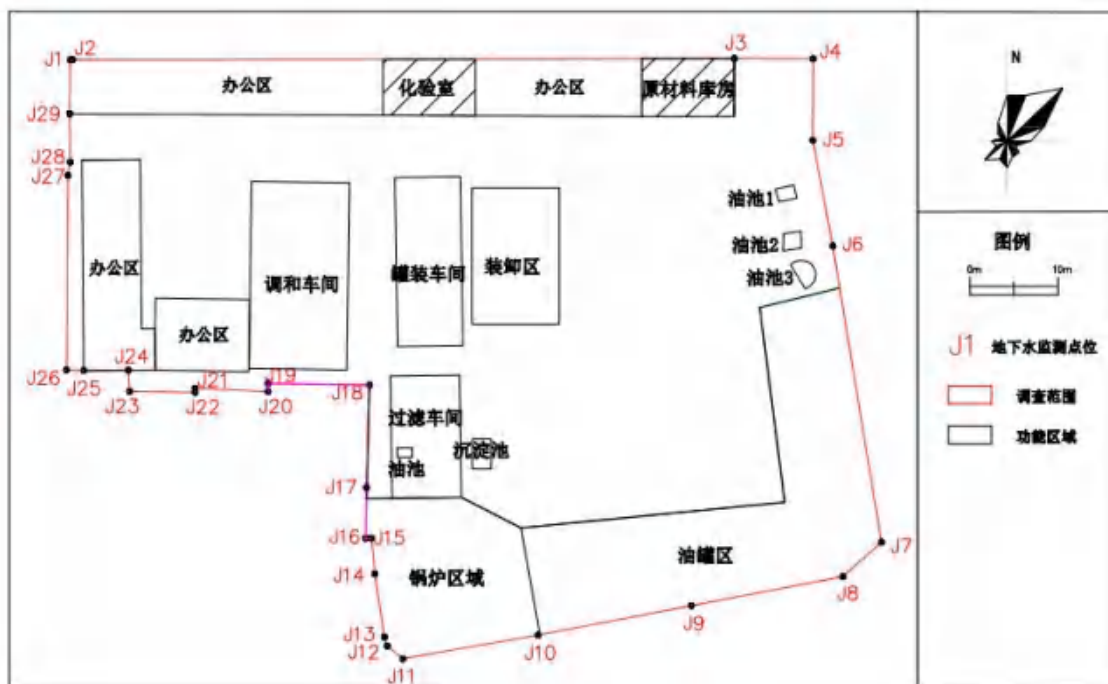 J1 J2 J3 J4
办公区 化验室 办公区 原材料库房
J29
J5
J28
J27
油池1
油池2
J6
油池3
办公区 调和车间 罐装车间 装卸区
办公区
J26 J25 J24 J23 J22 J21 J20 J19 J18
过滤车间
油池 沉淀池
J17
J16 J15
J14
锅炉区域 油罐区
J7
J8
J9
J10
J13
J12
J11
N
图例
0m 10m
J1 地下水监测点位
调查范围
功能区域